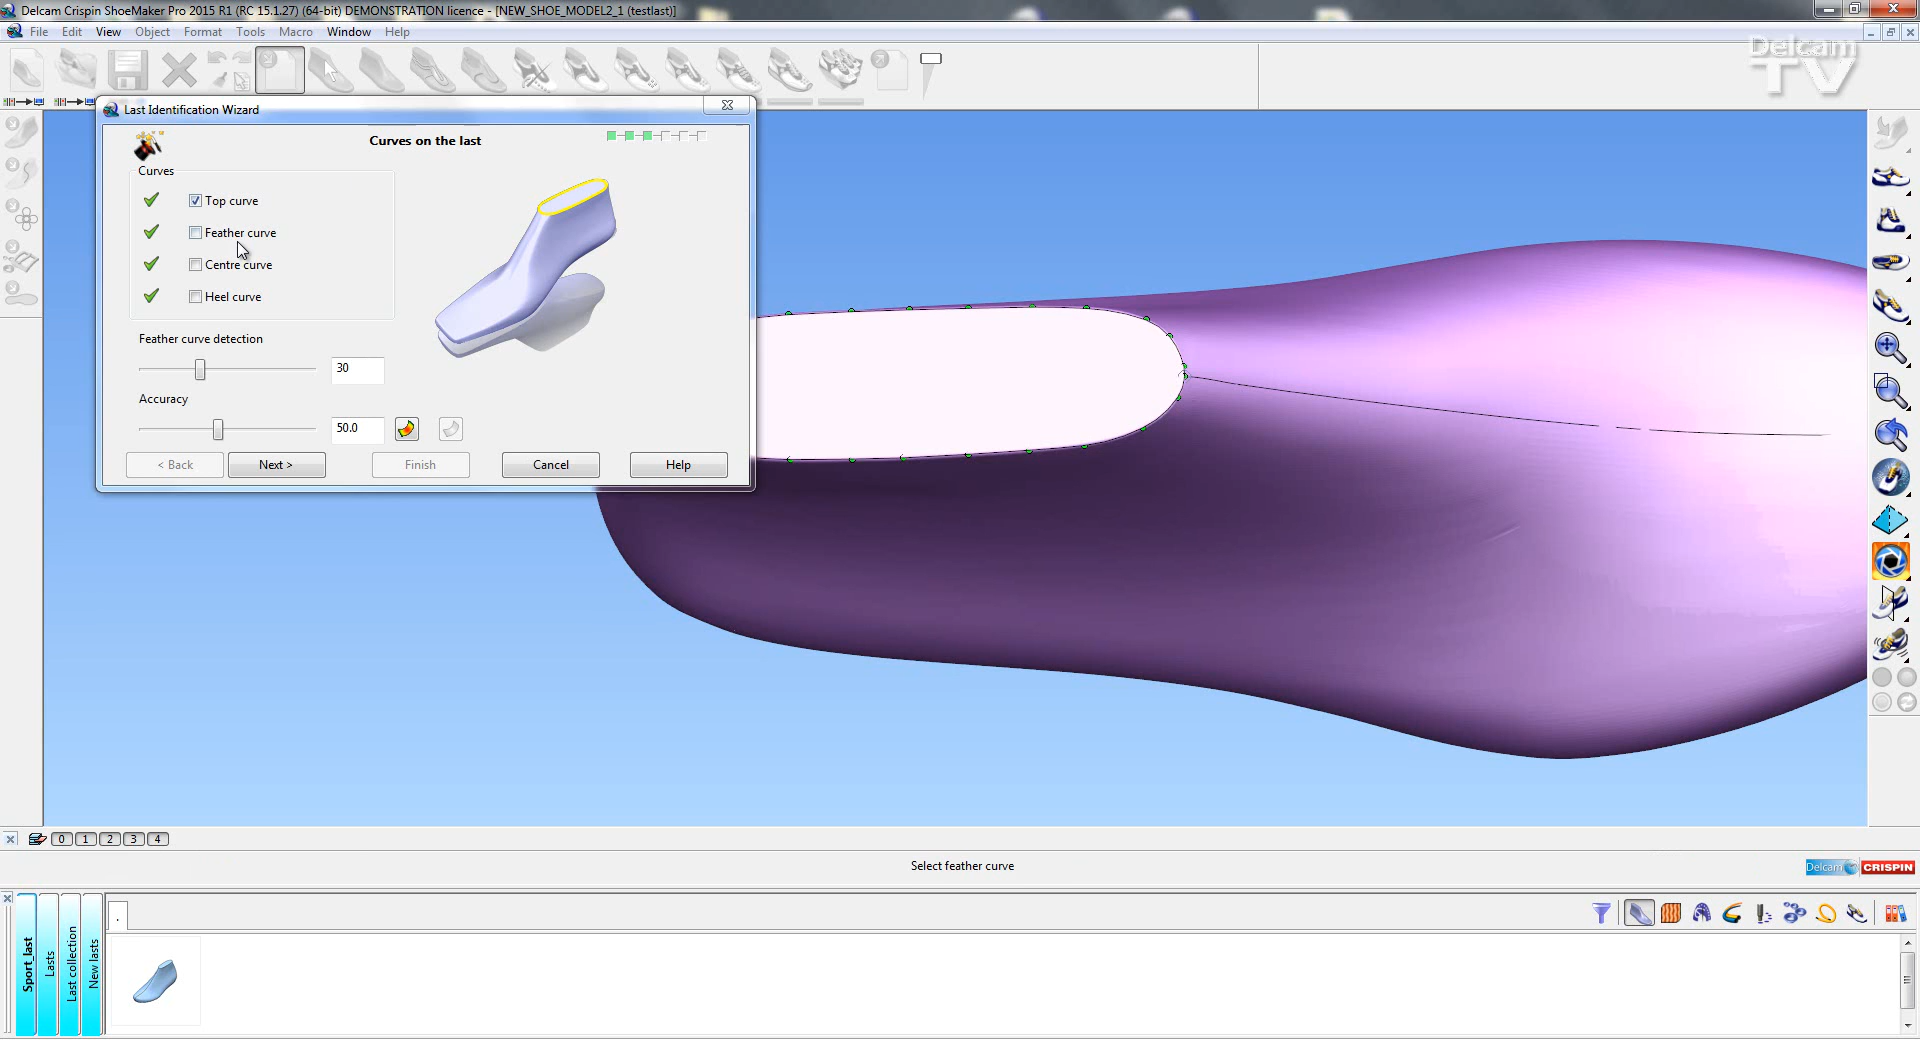 Delcam Crispin ShoeMaker Pro 2015 R1 (RC 15.1.27) (64-bit) DEMONSTRATION licence - [NEW_SHOE_MODEL2_1 (testlast)]
File Edit View Object Format Tools Macro Window Help
Delcam
TV
Last Identification Wizard
Curves on the last
Curves
Top curve
Feather curve
Centre curve
Heel curve
Feather curve detection
30
Accuracy
50.0
< Back Next > Finish Cancel Help
0 1 2 3 4
Select feather curve
Delcam CRISPIN
.
Sport_last
Lasts
Last collection
New lasts